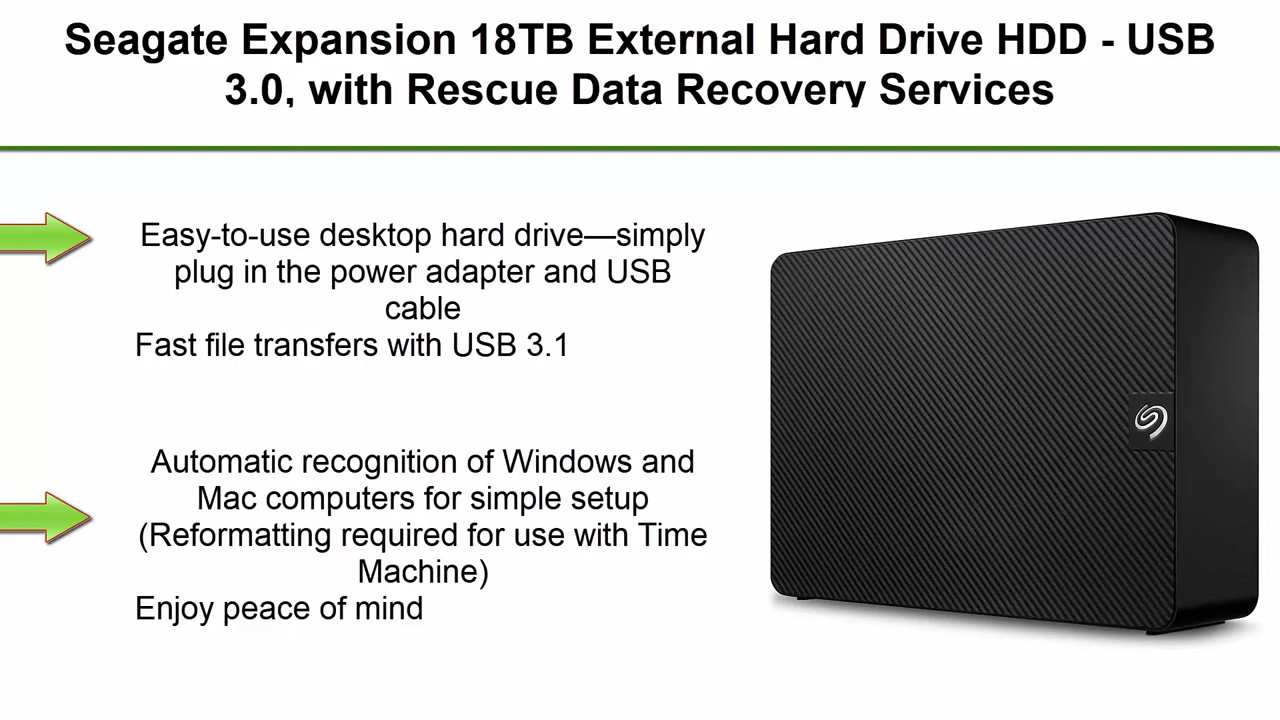 Seagate Expansion 18TB External Hard Drive HDD - USB
3.0, with Rescue Data Recovery Services
Easy-to-use desktop hard drive—simply
plug in the power adapter and USB
cable
Fast file transfers with USB 3.1
Automatic recognition of Windows and
Mac computers for simple setup
(Reformatting required for use with Time
Machine)
Enjoy peace of mind